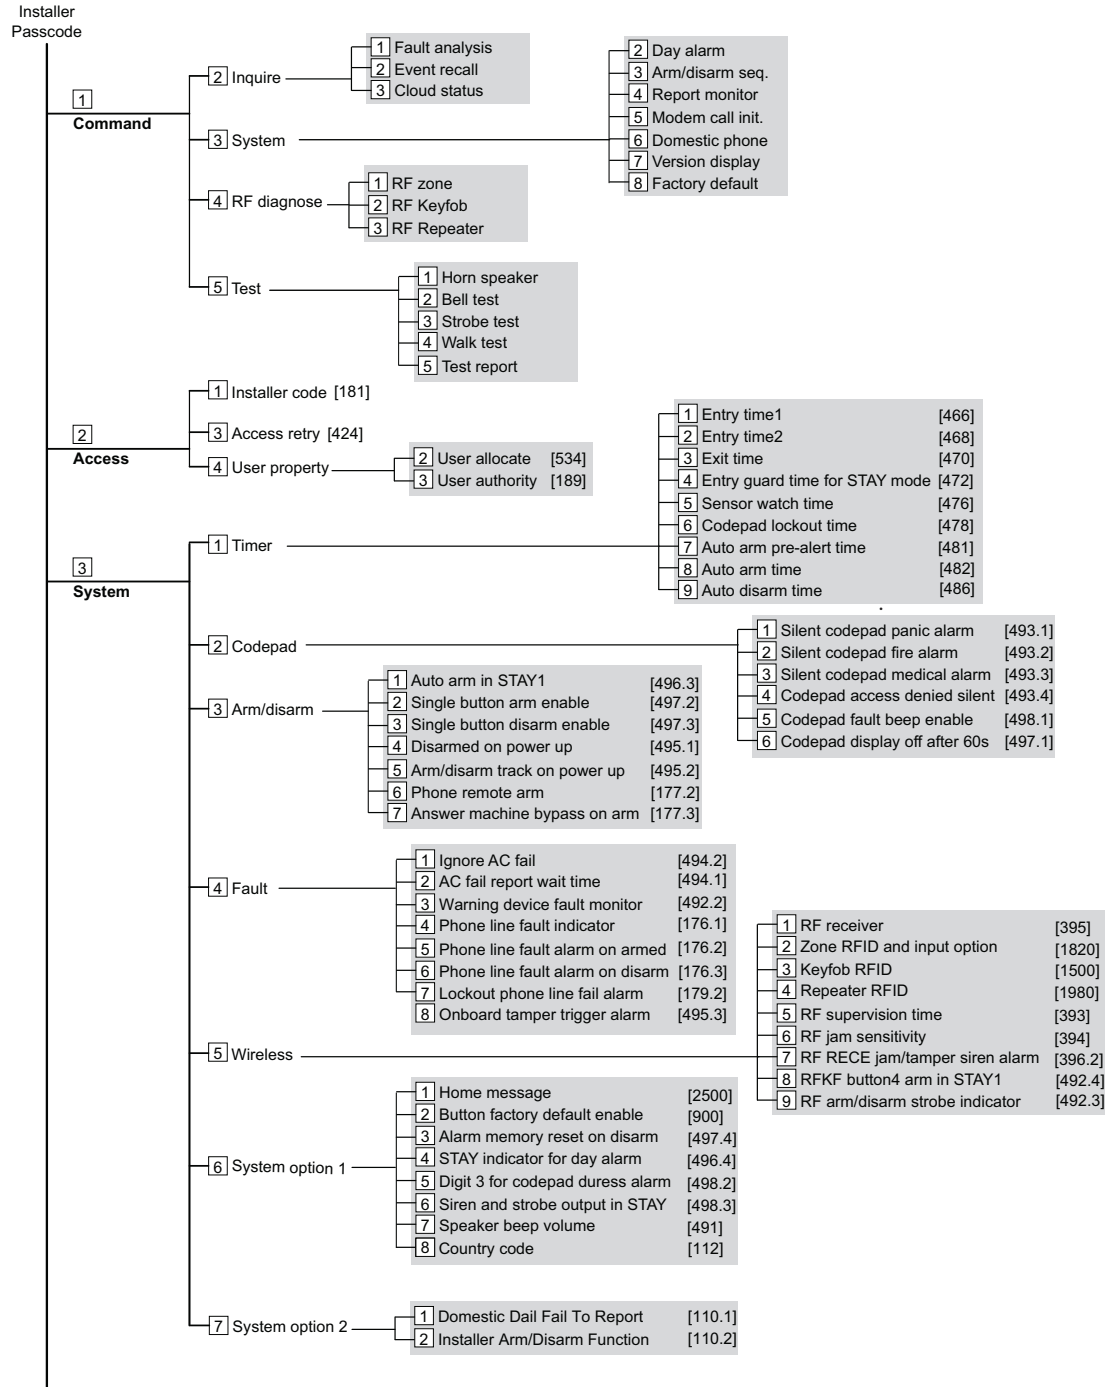 Installer
Passcode
1
Command
2 Inquire
1 Fault analysis
2 Event recall
3 Cloud status
3 System
2 Day alarm
3 Arm/disarm seq.
4 Report monitor
5 Modem call init.
6 Domestic phone
7 Version display
8 Factory default
4 RF diagnose
1 RF zone
2 RF Keyfob
3 RF Repeater
5 Test
1 Horn speaker
2 Bell test
3 Strobe test
4 Walk test
5 Test report
2
Access
1 Installer code [181]
3 Access retry [424]
4 User property
2 User allocate [534]
3 User authority [189]
3
System
1 Timer
1 Entry time1 [466]
2 Entry time2 [468]
3 Exit time [470]
4 Entry guard time for STAY mode [472]
5 Sensor watch time [476]
6 Codepad lockout time [478]
7 Auto arm pre-alert time [481]
8 Auto arm time [482]
9 Auto disarm time [486]
2 Codepad
1 Silent codepad panic alarm [493.1]
2 Silent codepad fire alarm [493.2]
3 Silent codepad medical alarm [493.3]
4 Codepad access denied silent [493.4]
5 Codepad fault beep enable [498.1]
6 Codepad display off after 60s [497.1]
3 Arm/disarm
1 Auto arm in STAY1 [496.3]
2 Single button arm enable [497.2]
3 Single button disarm enable [497.3]
4 Disarmed on power up [495.1]
5 Arm/disarm track on power up [495.2]
6 Phone remote arm [177.2]
7 Answer machine bypass on arm [177.3]
4 Fault
1 Ignore AC fail [494.2]
2 AC fail report wait time [494.1]
3 Warning device fault monitor [492.2]
4 Phone line fault indicator [176.1]
5 Phone line fault alarm on armed [176.2]
6 Phone line fault alarm on disarm [176.3]
7 Lockout phone line fail alarm [179.2]
8 Onboard tamper trigger alarm [495.3]
5 Wireless
1 RF receiver [395]
2 Zone RFID and input option [1820]
3 Keyfob RFID [1500]
4 Repeater RFID [1980]
5 RF supervision time [393]
6 RF jam sensitivity [394]
7 RF RECE jam/tamper siren alarm [396.2]
8 RFKF button4 arm in STAY1 [492.4]
9 RF arm/disarm strobe indicator [492.3]
6 System option 1
1 Home message [2500]
2 Button factory default enable [900]
3 Alarm memory reset on disarm [497.4]
4 STAY indicator for day alarm [496.4]
5 Digit 3 for codepad duress alarm [498.2]
6 Siren and strobe output in STAY [498.3]
7 Speaker beep volume [491]
8 Country code [112]
7 System option 2
1 Domestic Dail Fail To Report [110.1]
2 Installer Arm/Disarm Function [110.2]